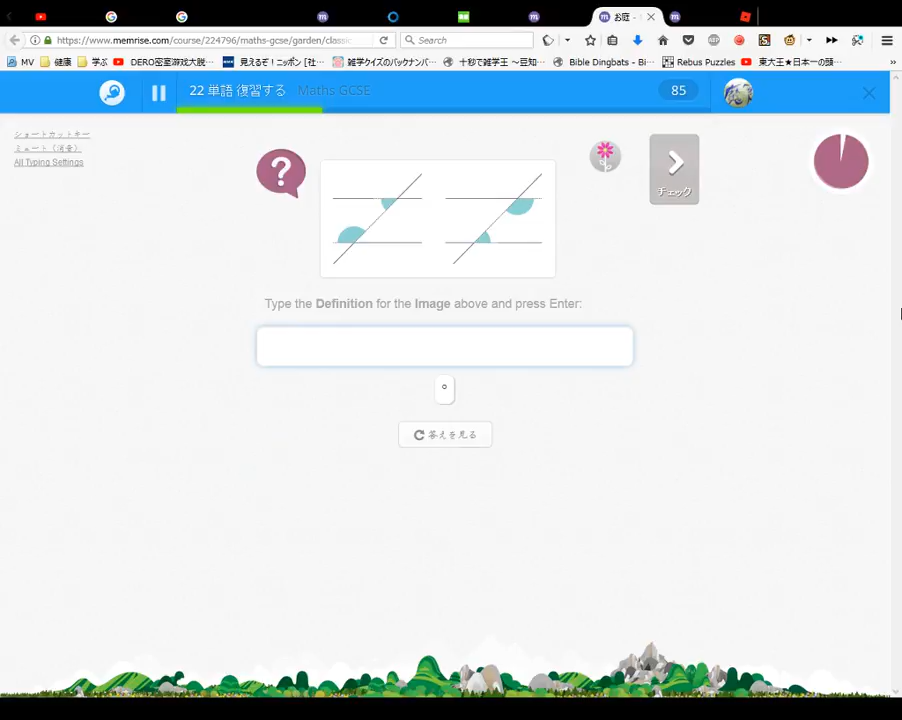 お庭 -
https://www.memrise.com/course/224796/maths-gcse/garden/classic
Search
MV 健康 学ぶ DERO密室游戏大脱... 見えるぞ！ニッポン [社... 雑学クイズのバックナンバ... 十秒で雑学王 ～豆知... Bible Dingbats - Bi... Rebus Puzzles 東大王★日本一の頭... »
22 単語 復習する Maths GCSE 85
ショートカットキー
ミュート（消音）
All Typing Settings
?
チェック
Type the Definition for the Image above and press Enter:
°
答えを見る